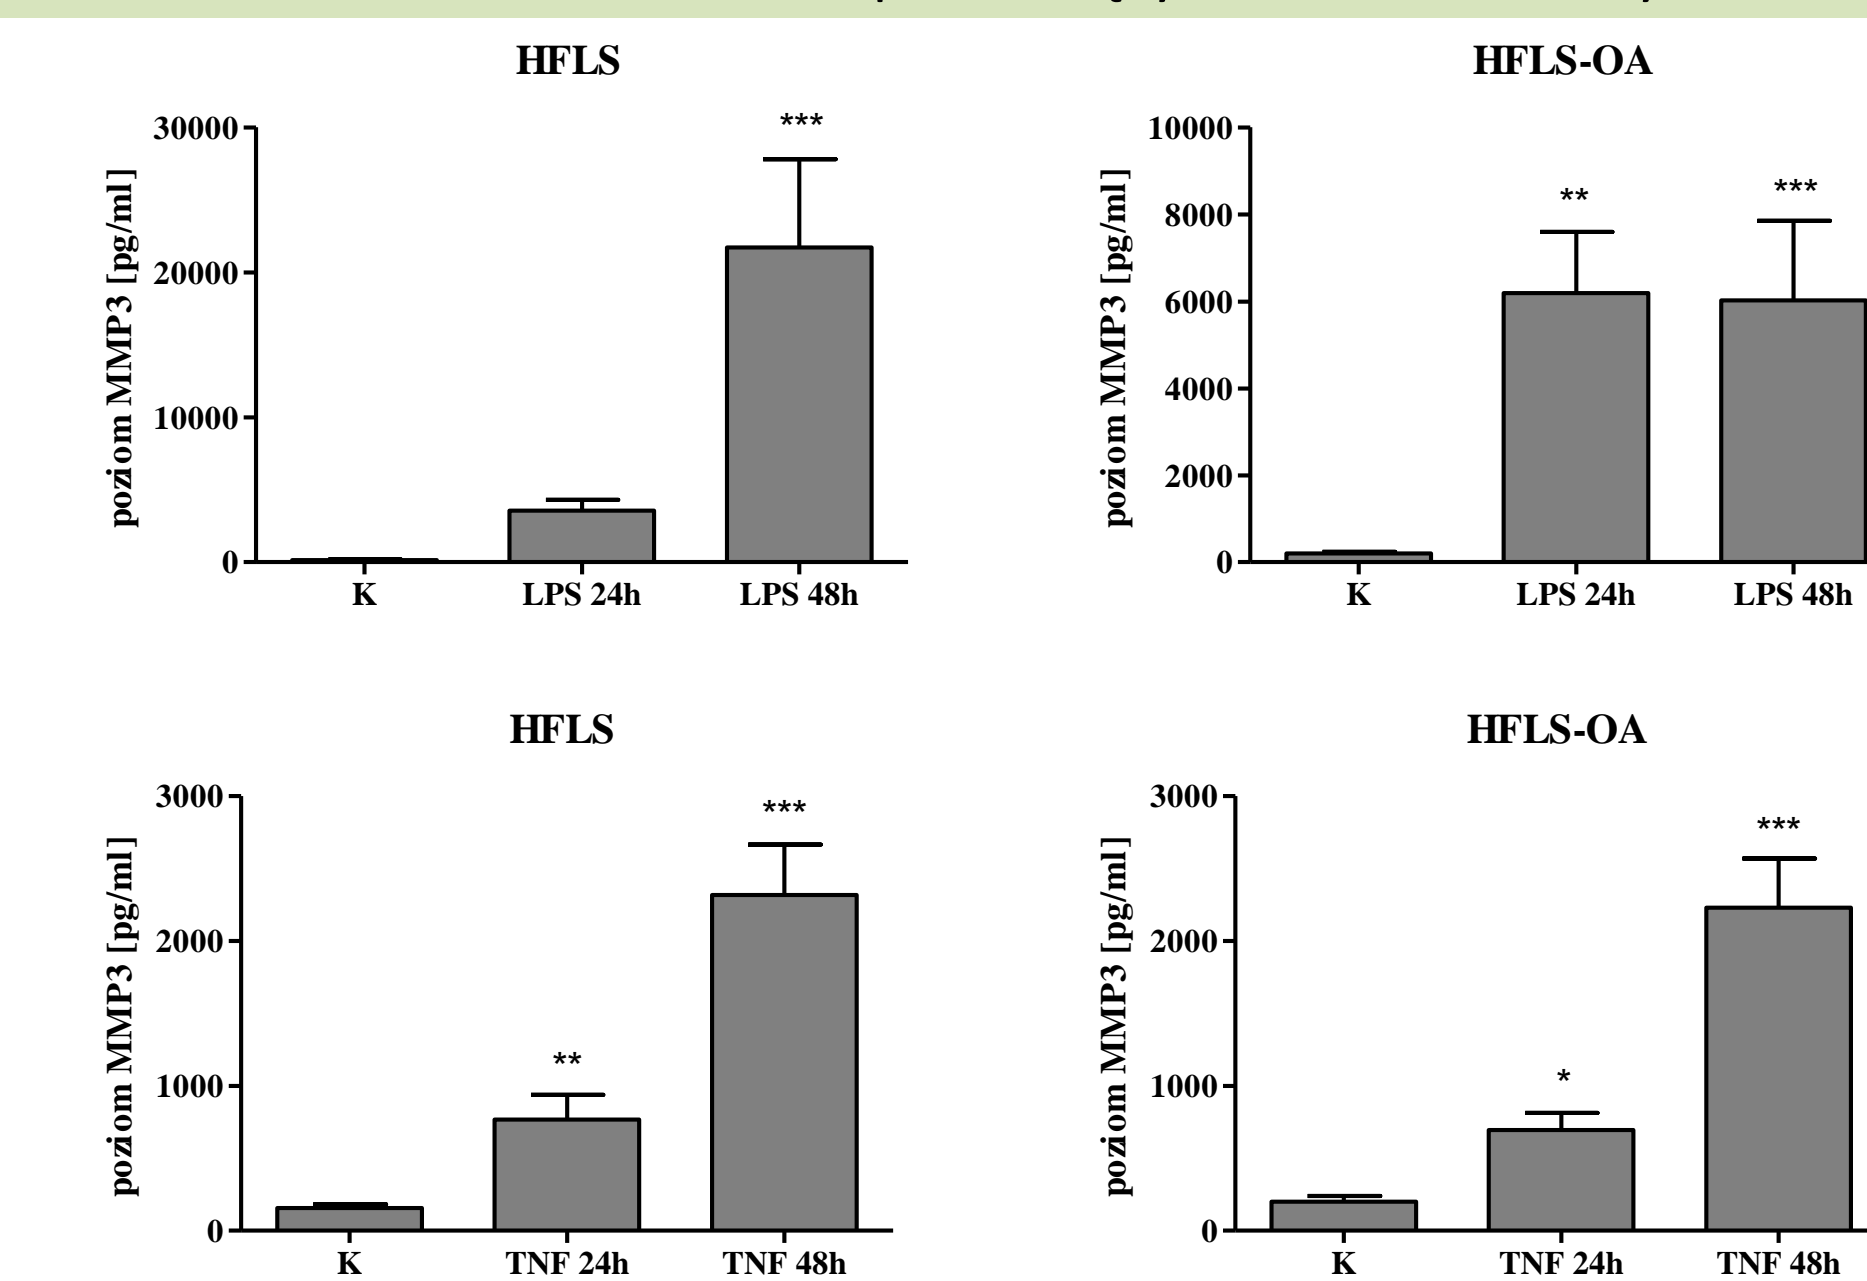 HFLS
HFLS-OA
***
30000
20000
10000
0
poziom MMP3 [pg/ml]
K
LPS 24h
LPS 48h
**
***
10000
8000
6000
4000
2000
0
poziom MMP3 [pg/ml]
K
LPS 24h
LPS 48h
HFLS
HFLS-OA
**
***
3000
2000
1000
0
poziom MMP3 [pg/ml]
K
TNF 24h
TNF 48h
*
***
3000
2000
1000
0
poziom MMP3 [pg/ml]
K
TNF 24h
TNF 48h